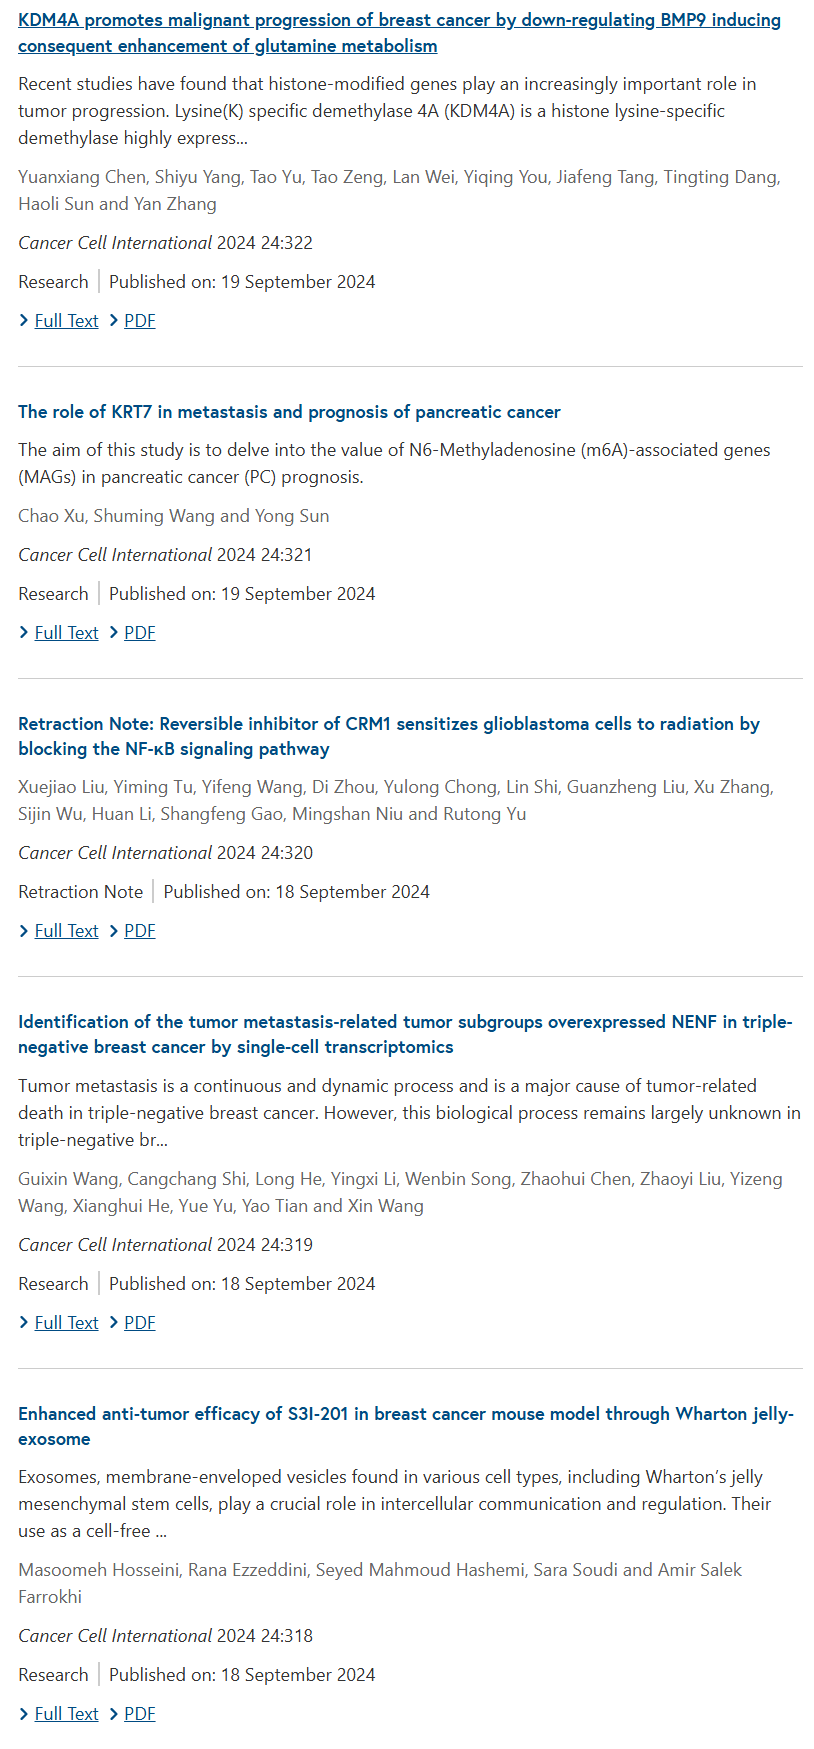 KDM4A promotes malignant progression of breast cancer by down-regulating BMP9 inducing
consequent enhancement of glutamine metabolism
Recent studies have found that histone-modified genes play an increasingly important role in
tumor progression. Lysine(K) specific demethylase 4A (KDM4A) is a histone lysine-specific
demethylase highly express...
Yuanxiang Chen, Shiyu Yang, Tao Yu, Tao Zeng, Lan Wei, Yiqing You, Jiafeng Tang, Tingting Dang,
Haoli Sun and Yan Zhang
Cancer Cell International 2024 24:322
Research | Published on: 19 September 2024
Full Text PDF
The role of KRT7 in metastasis and prognosis of pancreatic cancer
The aim of this study is to delve into the value of N6-Methyladenosine (m6A)-associated genes
(MAGs) in pancreatic cancer (PC) prognosis.
Chao Xu, Shuming Wang and Yong Sun
Cancer Cell International 2024 24:321
Research | Published on: 19 September 2024
Full Text PDF
Retraction Note: Reversible inhibitor of CRM1 sensitizes glioblastoma cells to radiation by
blocking the NF-κB signaling pathway
Xuejiao Liu, Yiming Tu, Yifeng Wang, Di Zhou, Yulong Chong, Lin Shi, Guanzheng Liu, Xu Zhang,
Sijin Wu, Huan Li, Shangfeng Gao, Mingshan Niu and Rutong Yu
Cancer Cell International 2024 24:320
Retraction Note | Published on: 18 September 2024
Full Text PDF
Identification of the tumor metastasis-related tumor subgroups overexpressed NENF in triple-
negative breast cancer by single-cell transcriptomics
Tumor metastasis is a continuous and dynamic process and is a major cause of tumor-related
death in triple-negative breast cancer. However, this biological process remains largely unknown in
triple-negative br...
Guixin Wang, Cangchang Shi, Long He, Yingxi Li, Wenbin Song, Zhaohui Chen, Zhaoyi Liu, Yizeng
Wang, Xianghui He, Yue Yu, Yao Tian and Xin Wang
Cancer Cell International 2024 24:319
Research | Published on: 18 September 2024
Full Text PDF
Enhanced anti-tumor efficacy of S3I-201 in breast cancer mouse model through Wharton jelly-
exosome
Exosomes, membrane-enveloped vesicles found in various cell types, including Wharton's jelly
mesenchymal stem cells, play a crucial role in intercellular communication and regulation. Their
use as a cell-free ...
Masoomeh Hosseini, Rana Ezzeddini, Seyed Mahmoud Hashemi, Sara Soudi and Amir Salek
Farrokhi
Cancer Cell International 2024 24:318
Research | Published on: 18 September 2024
Full Text PDF